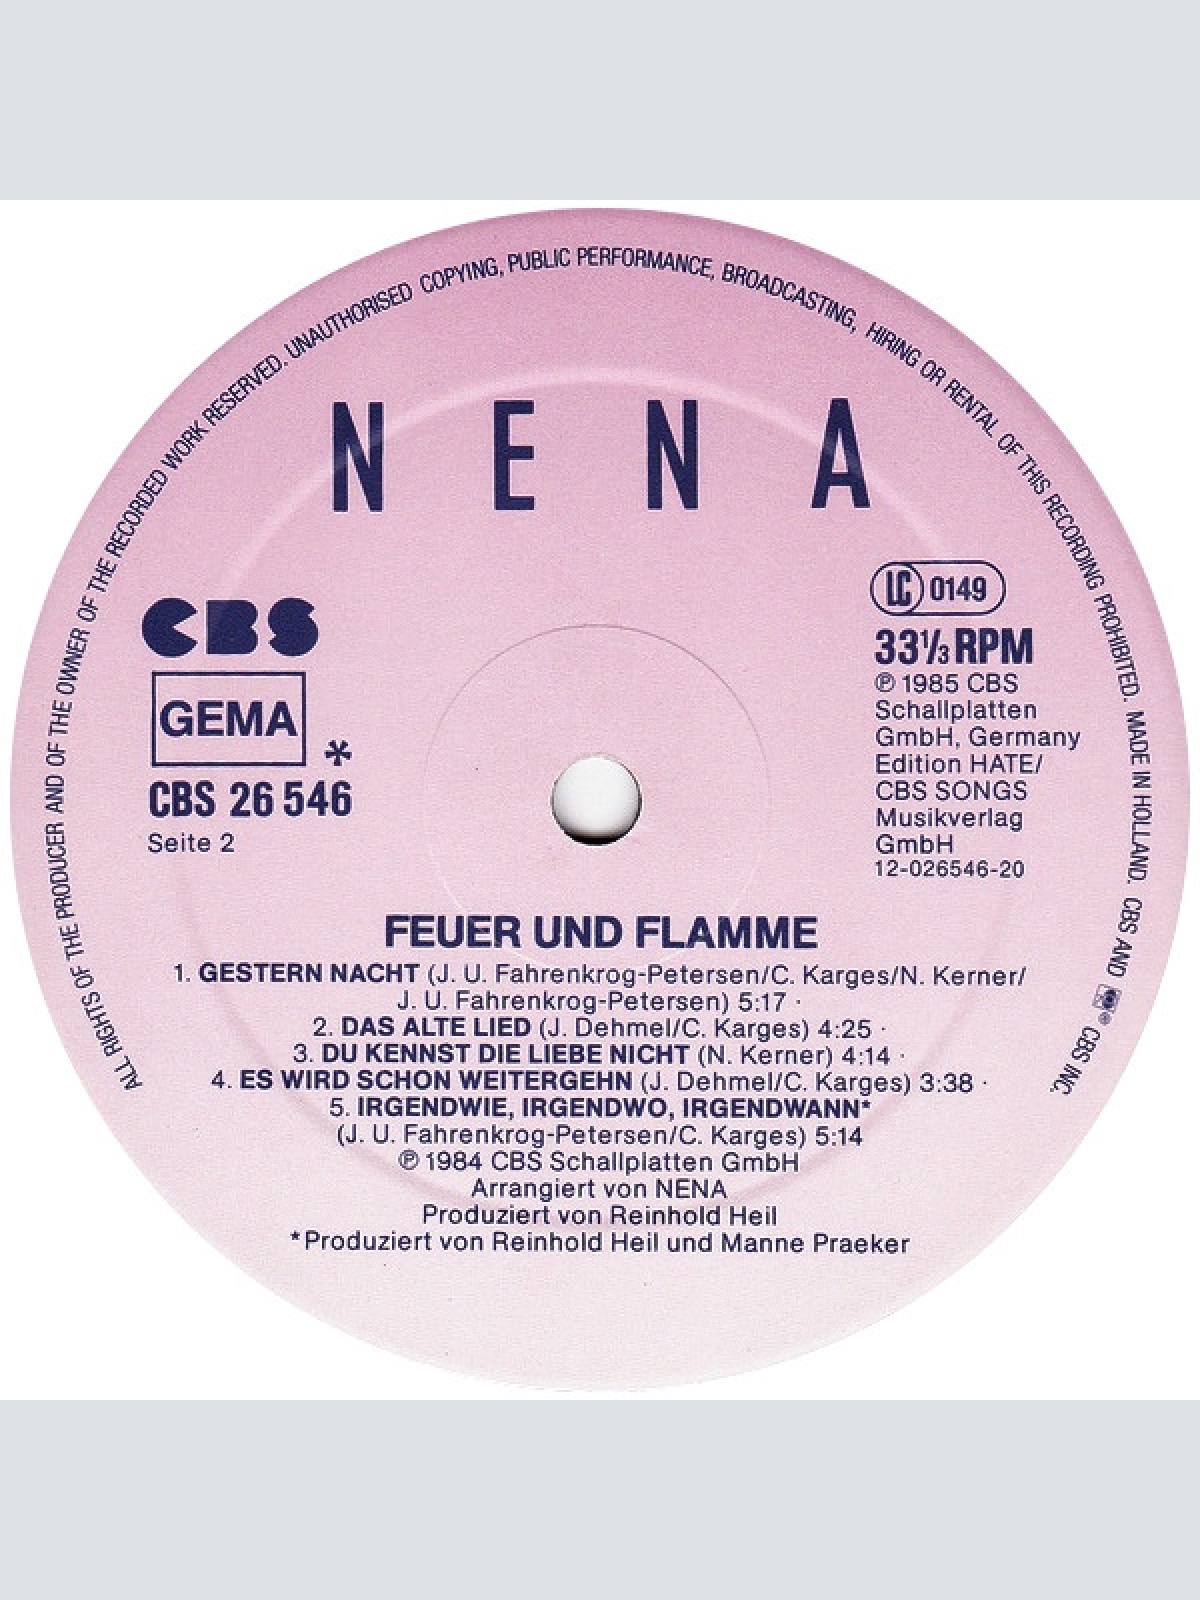 ALL RIGHTS OF THE PRODUCER AND OF THE OWNER OF THE RECORDED WORK RESERVED. UNAUTHORISED COPYING, PUBLIC PERFORMANCE, BROADCASTING, HIRING OR RENTAL OF THIS RECORDING PROHIBITED. MADE IN HOLLAND. CBS AND ® CBS INC.
NENA
CBS
GEMA
*
CBS 26 546
Seite 2
LC 0149
33⅓ RPM
℗ 1985 CBS
Schallplatten
GmbH, Germany
Edition HATE/
CBS SONGS
Musikverlag
GmbH
12-026546-20
FEUER UND FLAMME
1. GESTERN NACHT (J. U. Fahrenkrog-Petersen/C. Karges/N. Kerner/
J. U. Fahrenkrog-Petersen) 5:17 ·
2. DAS ALTE LIED (J. Dehmel/C. Karges) 4:25 ·
3. DU KENNST DIE LIEBE NICHT (N. Kerner) 4:14 ·
4. ES WIRD SCHON WEITERGEHN (J. Dehmel/C. Karges) 3:38 ·
5. IRGENDWIE, IRGENDWO, IRGENDWANN*
(J. U. Fahrenkrog-Petersen/C. Karges) 5:14
℗ 1984 CBS Schallplatten GmbH
Arrangiert von NENA
Produziert von Reinhold Heil
*Produziert von Reinhold Heil und Manne Praeker